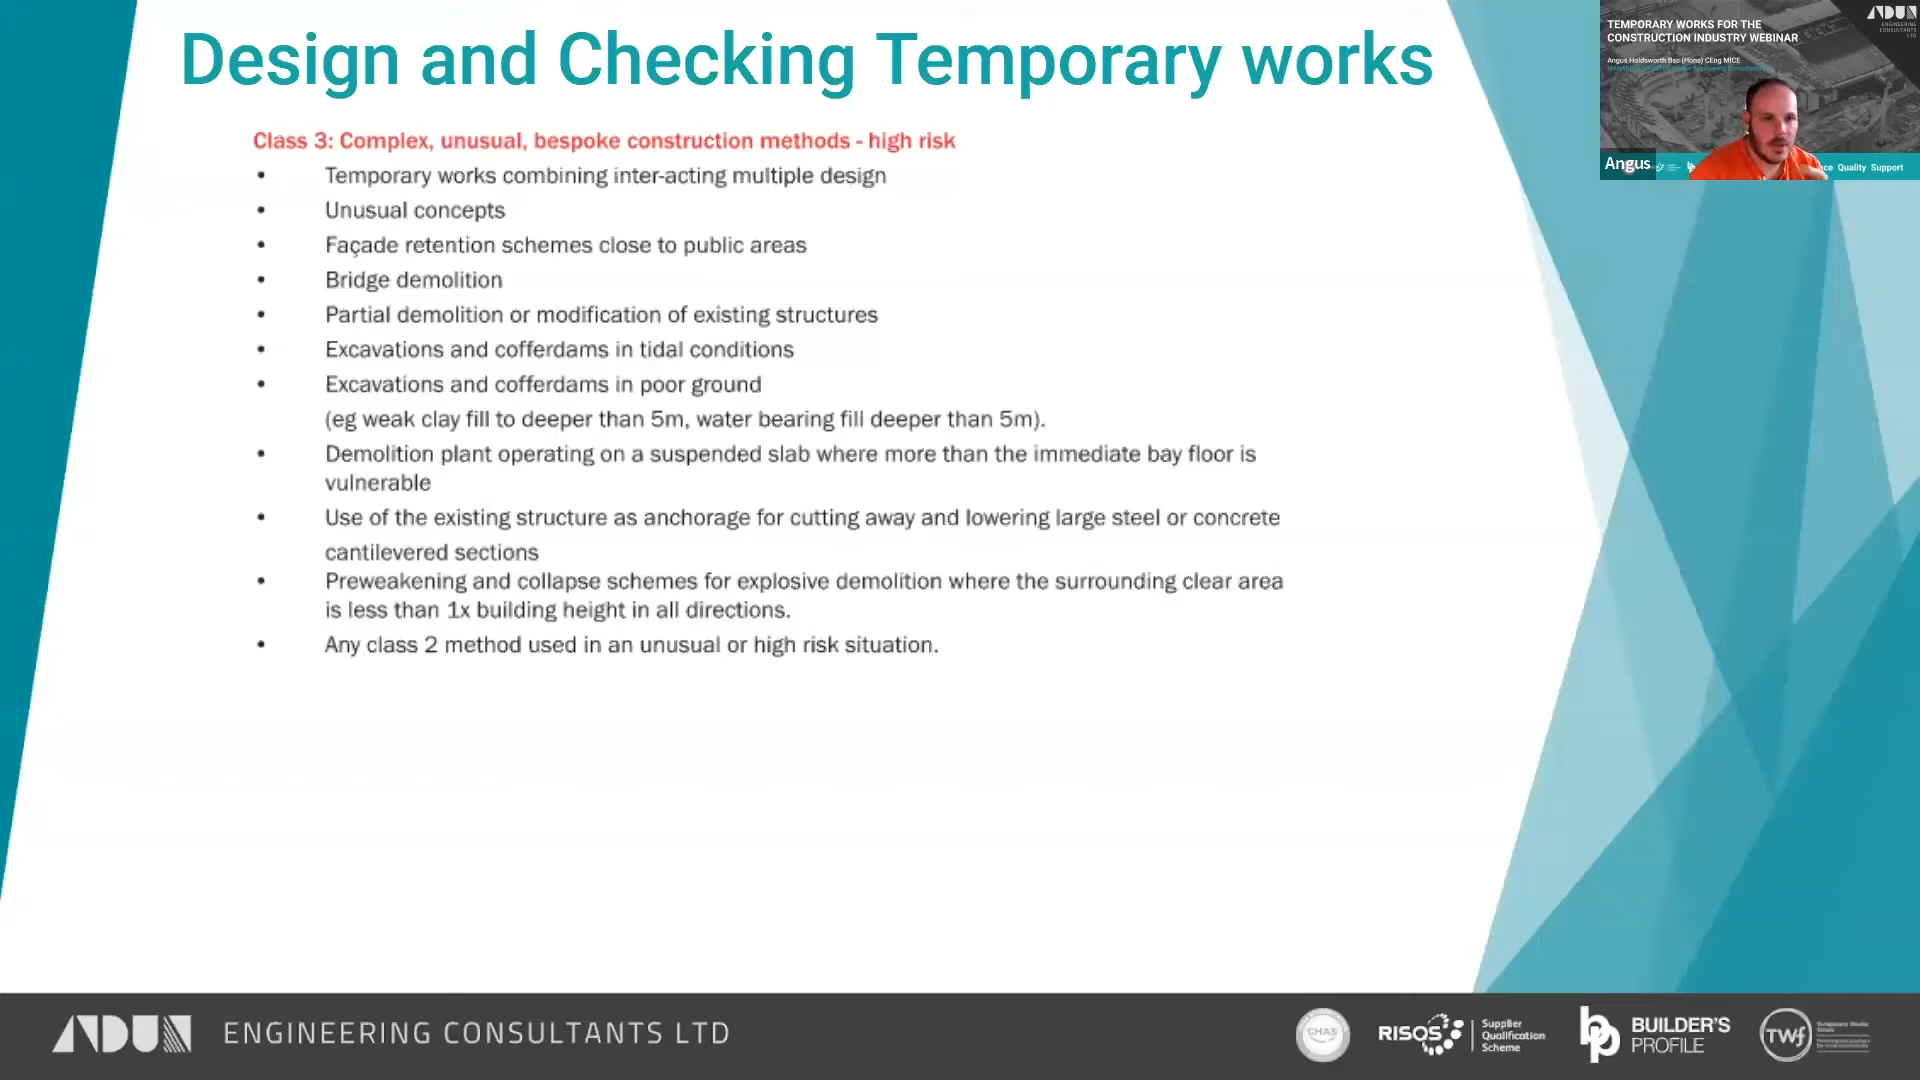 Design and Checking Temporary works
Class 3: Complex, unusual, bespoke construction methods - high risk
• Temporary works combining inter-acting multiple design
• Unusual concepts
• Façade retention schemes close to public areas
• Bridge demolition
• Partial demolition or modification of existing structures
• Excavations and cofferdams in tidal conditions
• Excavations and cofferdams in poor ground
(eg weak clay fill to deeper than 5m, water bearing fill deeper than 5m).
• Demolition plant operating on a suspended slab where more than the immediate bay floor is
vulnerable
• Use of the existing structure as anchorage for cutting away and lowering large steel or concrete
cantilevered sections
• Preweakening and collapse schemes for explosive demolition where the surrounding clear area
is less than 1x building height in all directions.
• Any class 2 method used in an unusual or high risk situation.
TEMPORARY WORKS FOR THE
CONSTRUCTION INDUSTRY WEBINAR
Angus Holdsworth Bsc (Hons) CEng MICE
ADUN
ENGINEERING
CONSULTANTS
LTD
Angus
Quality Support
ADUN ENGINEERING CONSULTANTS LTD
CHAS
RISQS
Supplier
Qualification
Scheme
bp
BUILDER'S
PROFILE
TWf
Temporary Works